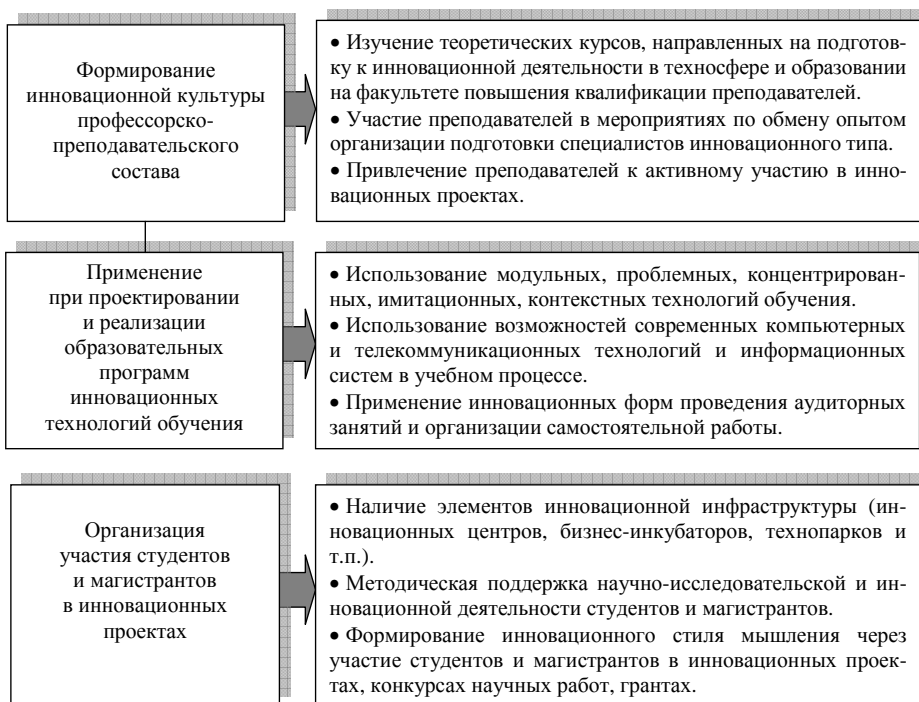 Формирование
инновационной культуры
профессорско-
преподавательского
состава
• Изучение теоретических курсов, направленных на подготов-
ку к инновационной деятельности в техносфере и образовании
на факультете повышения квалификации преподавателей.
• Участие преподавателей в мероприятиях по обмену опытом
организации подготовки специалистов инновационного типа.
• Привлечение преподавателей к активному участию в инно-
вационных проектах.
Применение
при проектировании
и реализации
образовательных
программ
инновационных
технологий обучения
• Использование модульных, проблемных, концентрирован-
ных, имитационных, контекстных технологий обучения.
• Использование возможностей современных компьютерных
и телекоммуникационных технологий и информационных
систем в учебном процессе.
• Применение инновационных форм проведения аудиторных
занятий и организации самостоятельной работы.
Организация
участия студентов
и магистрантов
в инновационных
проектах
• Наличие элементов инновационной инфраструктуры (ин-
новационных центров, бизнес-инкубаторов, технопарков и
т.п.).
• Методическая поддержка научно-исследовательской и ин-
новационной деятельности студентов и магистрантов.
• Формирование инновационного стиля мышления через
участие студентов и магистрантов в инновационных проек-
тах, конкурсах научных работ, грантах.